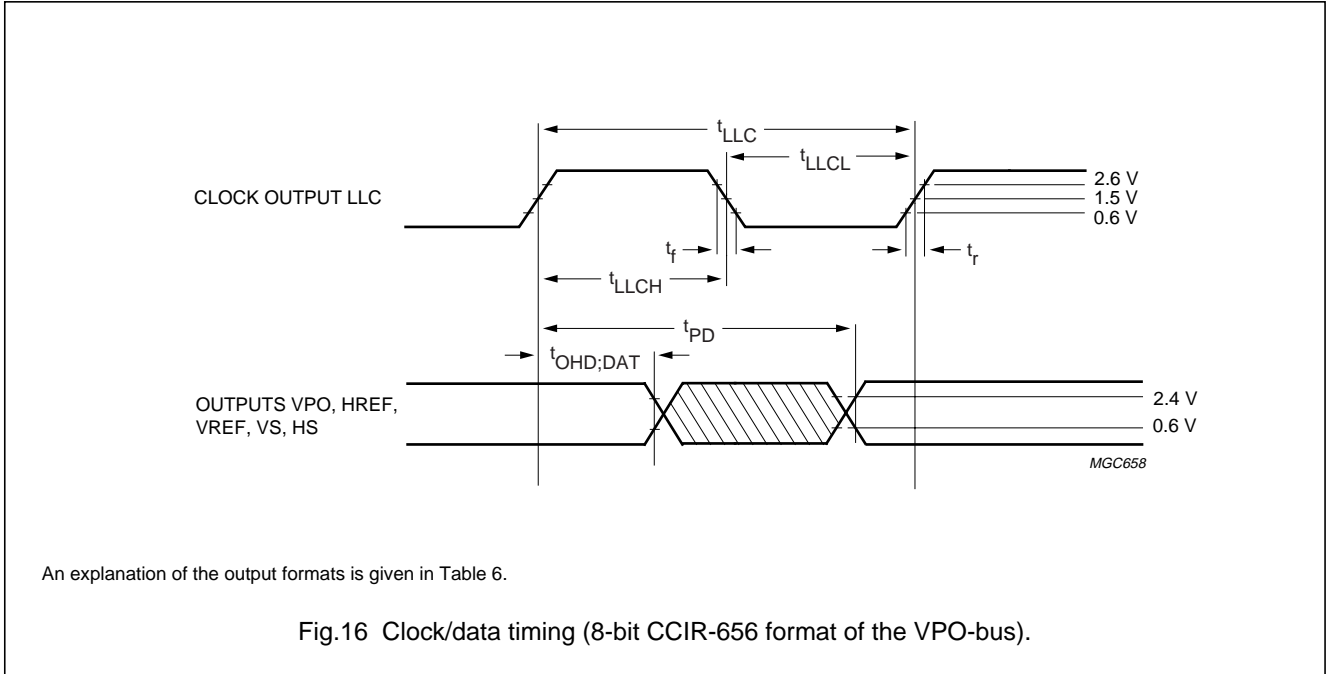 tLLC
tLLCL
CLOCK OUTPUT LLC
2.6 V
1.5 V
0.6 V
tf
tr
tLLCH
tPD
tOHD;DAT
OUTPUTS VPO, HREF,
VREF, VS, HS
2.4 V
0.6 V
MGC658
An explanation of the output formats is given in Table 6.
Fig.16 Clock/data timing (8-bit CCIR-656 format of the VPO-bus).